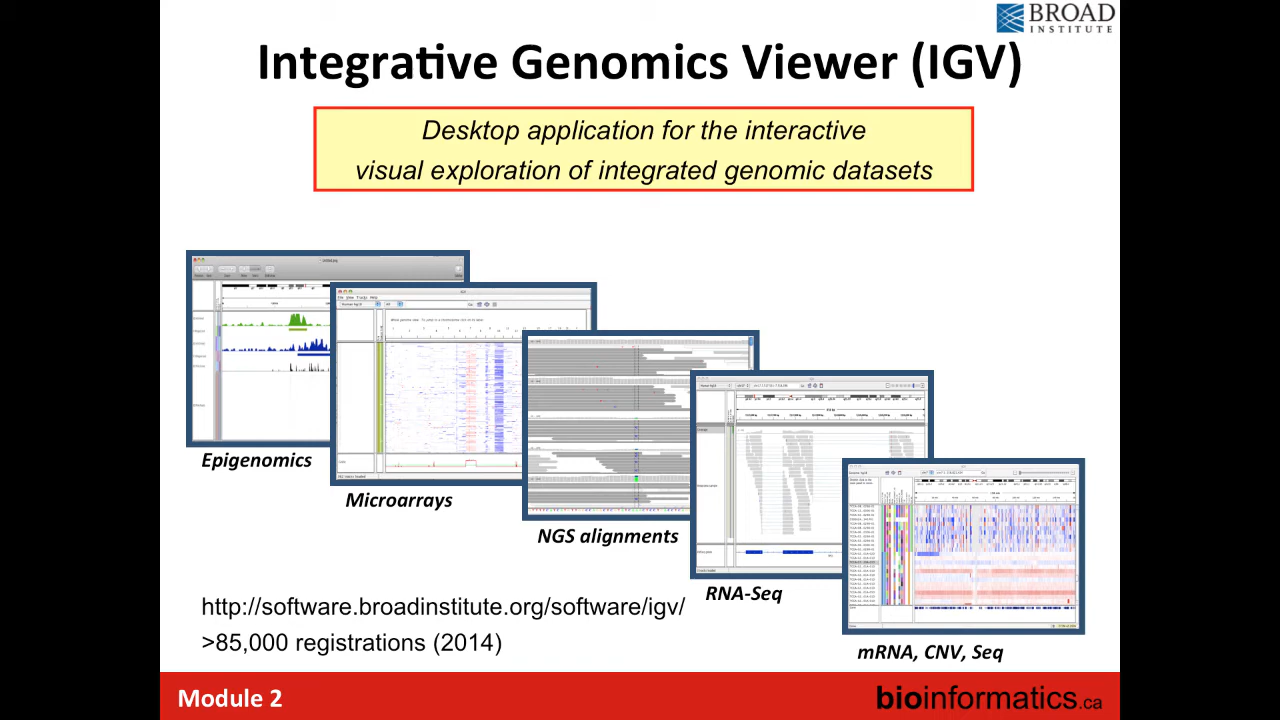 BROAD
INSTITUTE
Integrative Genomics Viewer (IGV)
Desktop application for the interactive
visual exploration of integrated genomic datasets
Epigenomics
Microarrays
NGS alignments
RNA-Seq
mRNA, CNV, Seq
http://software.broadinstitute.org/software/igv/
>85,000 registrations (2014)
Module 2
bioinformatics.ca